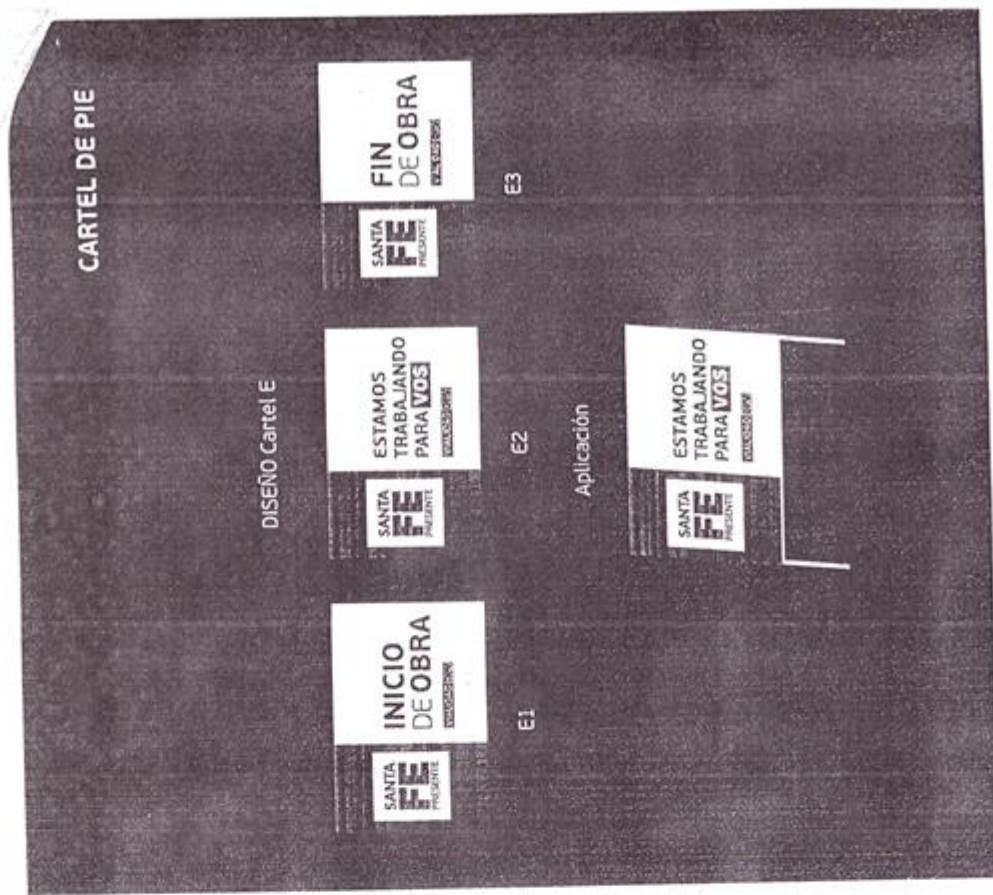 CARTEL DE PIE
DISEÑO Cartel E
SANTA
FE
PRESENTE
INICIO
DE OBRA
E1
SANTA
FE
PRESENTE
ESTAMOS
TRABAJANDO
PARA VOS
E2
SANTA
FE
PRESENTE
FIN
DE OBRA
E3
Aplicación
SANTA
FE
PRESENTE
ESTAMOS
TRABAJANDO
PARA VOS